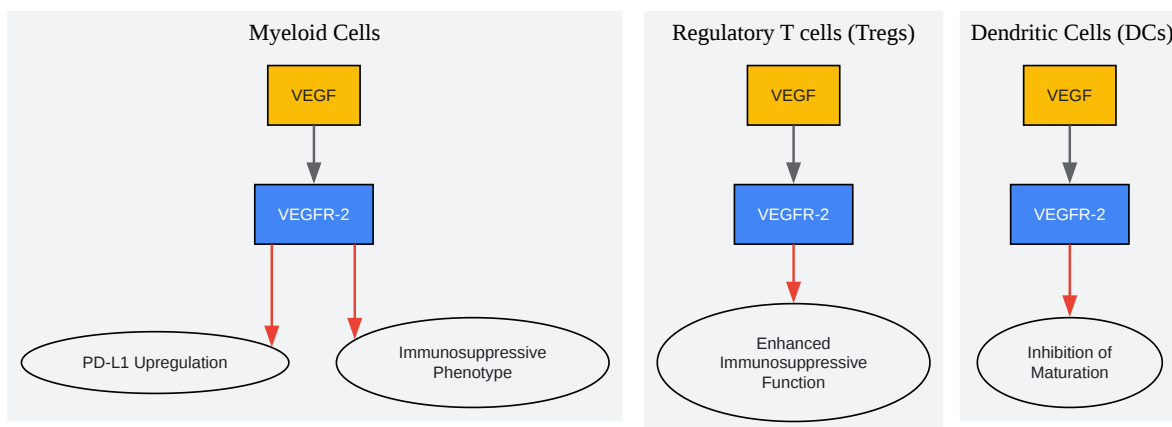 Myeloid Cells
VEGF
VEGFR-2
PD-L1 Upregulation
Immunosuppressive
Phenotype
Regulatory T cells (Tregs)
VEGF
VEGFR-2
Enhanced
Immunosuppressive
Function
Dendritic Cells (DCs)
VEGF
VEGFR-2
Inhibition of
Maturation